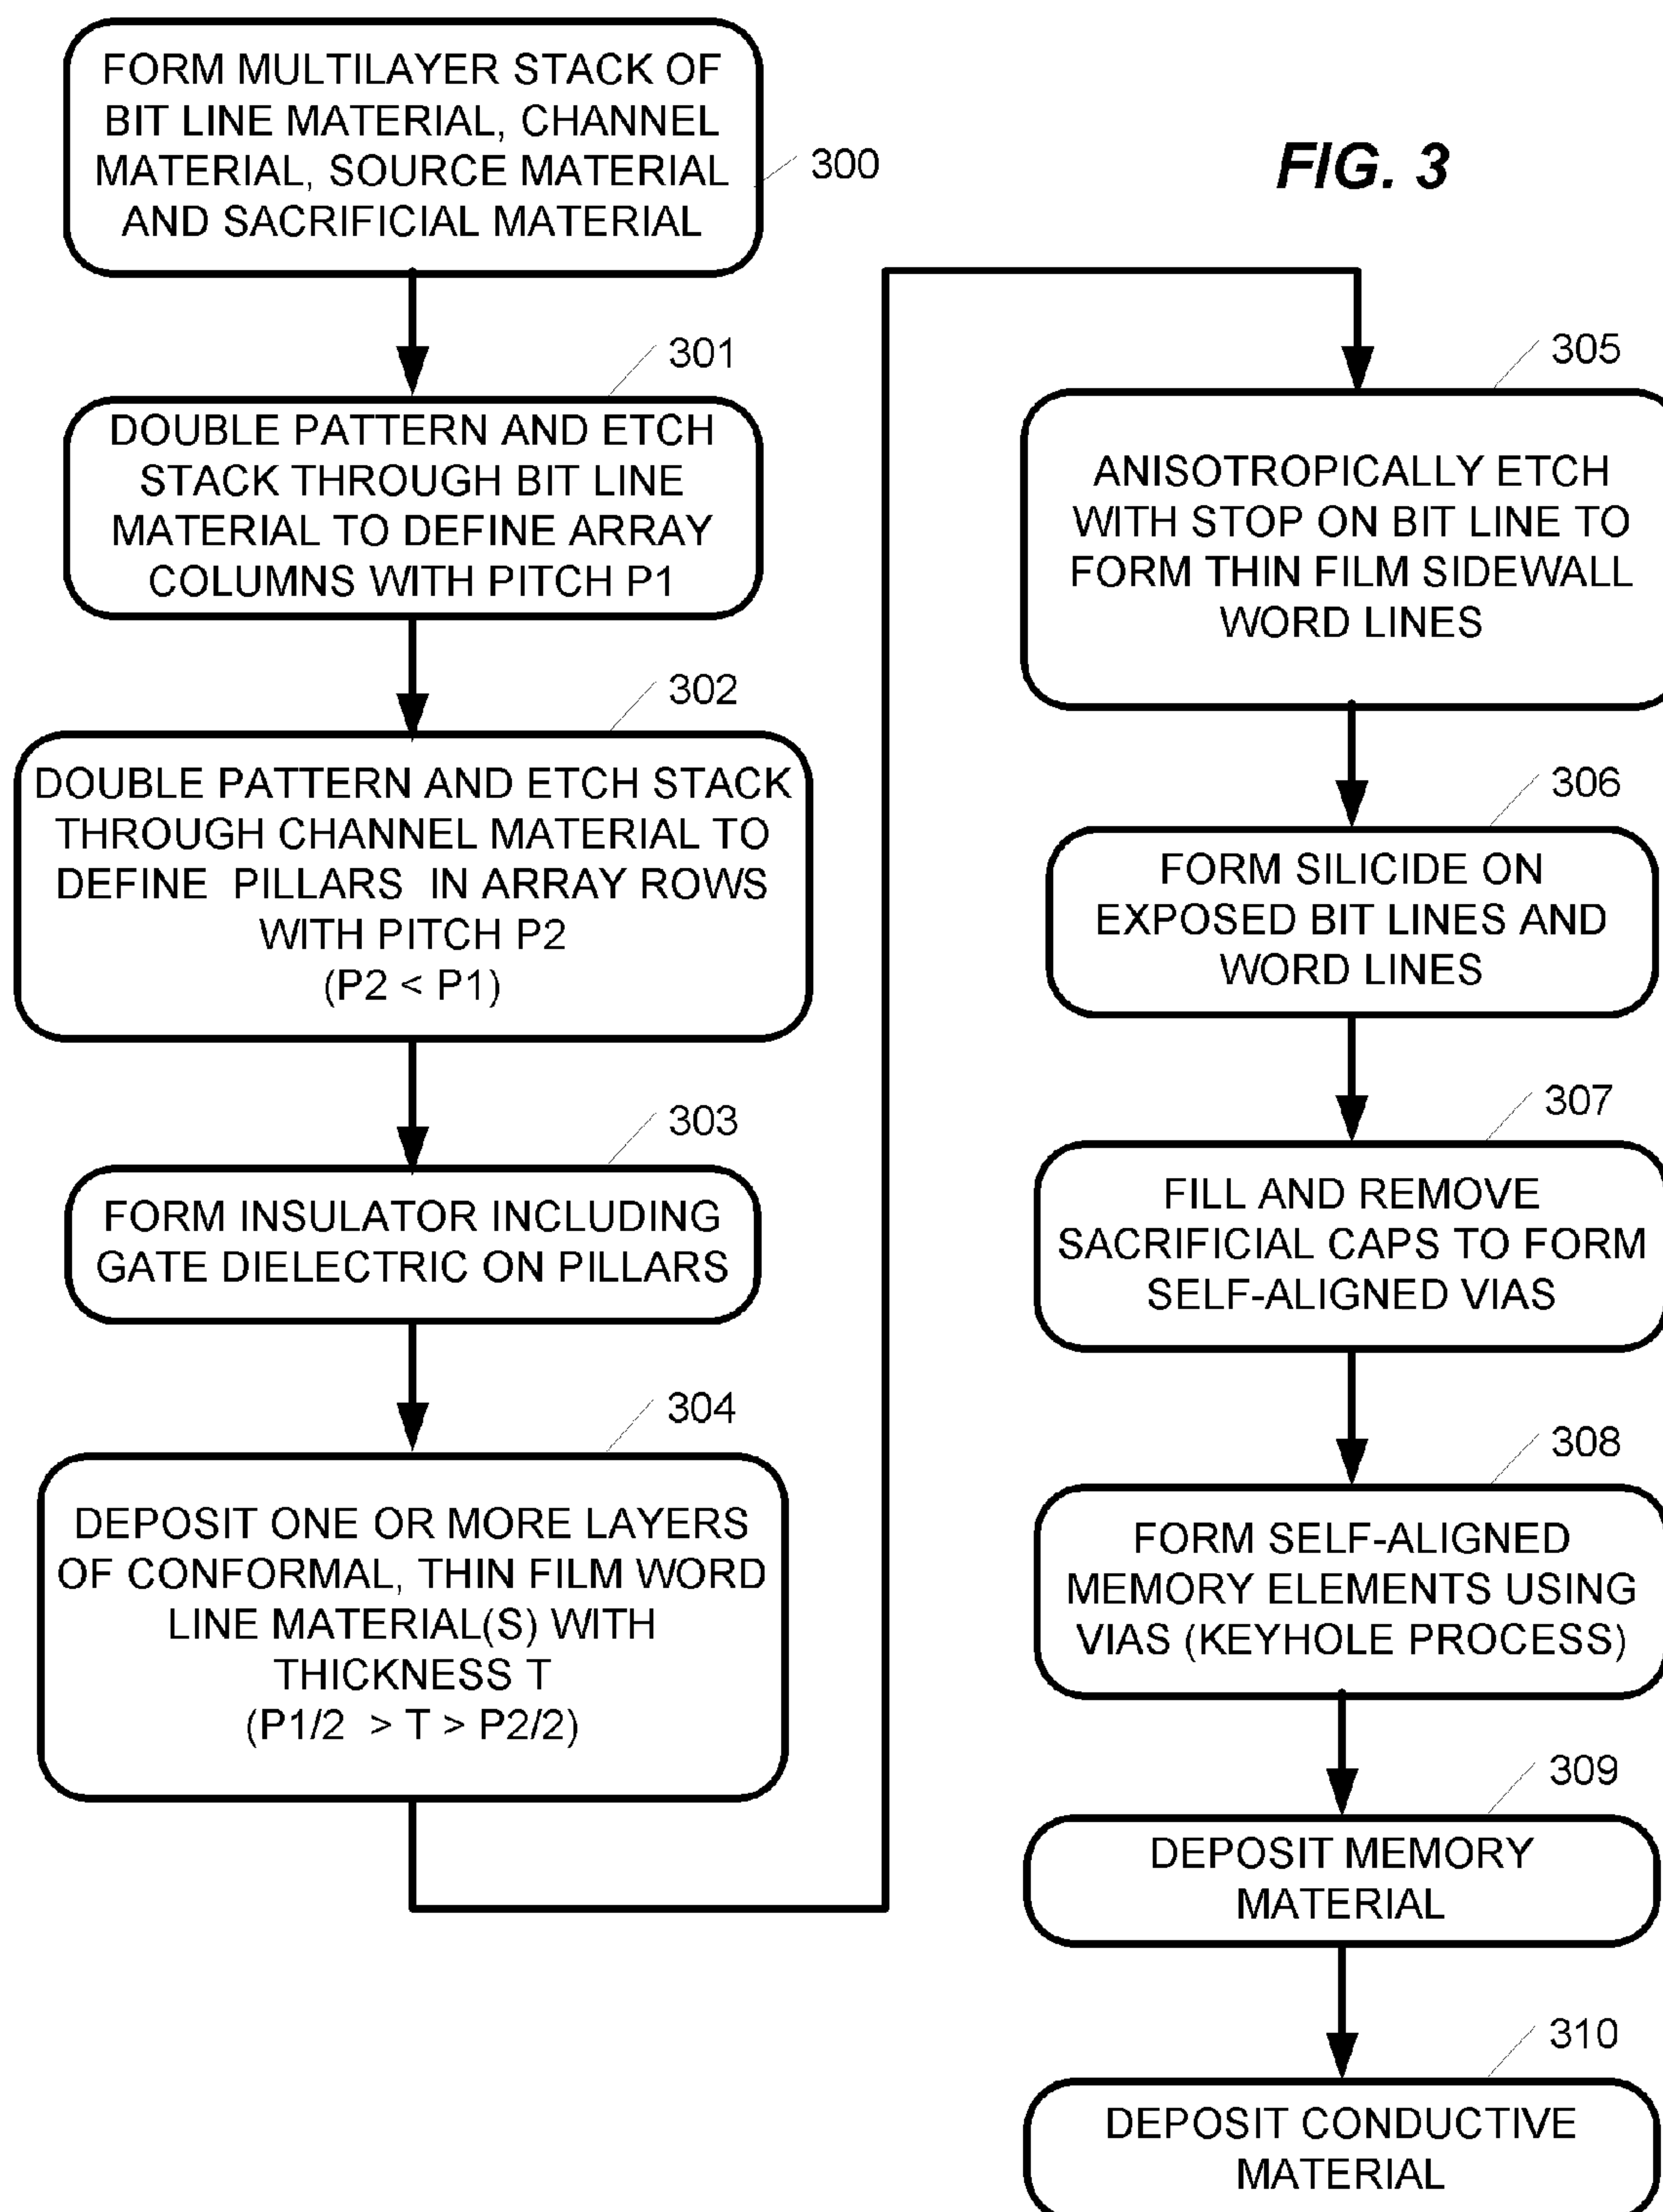 FORM MULTILAYER STACK OF
BIT LINE MATERIAL, CHANNEL
MATERIAL, SOURCE MATERIAL
AND SACRIFICIAL MATERIAL
300
FIG. 3
301
DOUBLE PATTERN AND ETCH
STACK THROUGH BIT LINE
MATERIAL TO DEFINE ARRAY
COLUMNS WITH PITCH P1
302
DOUBLE PATTERN AND ETCH STACK
THROUGH CHANNEL MATERIAL TO
DEFINE PILLARS IN ARRAY ROWS
WITH PITCH P2
(P2 < P1)
303
FORM INSULATOR INCLUDING
GATE DIELECTRIC ON PILLARS
304
DEPOSIT ONE OR MORE LAYERS
OF CONFORMAL, THIN FILM WORD
LINE MATERIAL(S) WITH
THICKNESS T
(P1/2 > T > P2/2)
305
ANISOTROPICALLY ETCH
WITH STOP ON BIT LINE TO
FORM THIN FILM SIDEWALL
WORD LINES
306
FORM SILICIDE ON
EXPOSED BIT LINES AND
WORD LINES
307
FILL AND REMOVE
SACRIFICIAL CAPS TO FORM
SELF-ALIGNED VIAS
308
FORM SELF-ALIGNED
MEMORY ELEMENTS USING
VIAS (KEYHOLE PROCESS)
309
DEPOSIT MEMORY
MATERIAL
310
DEPOSIT CONDUCTIVE
MATERIAL